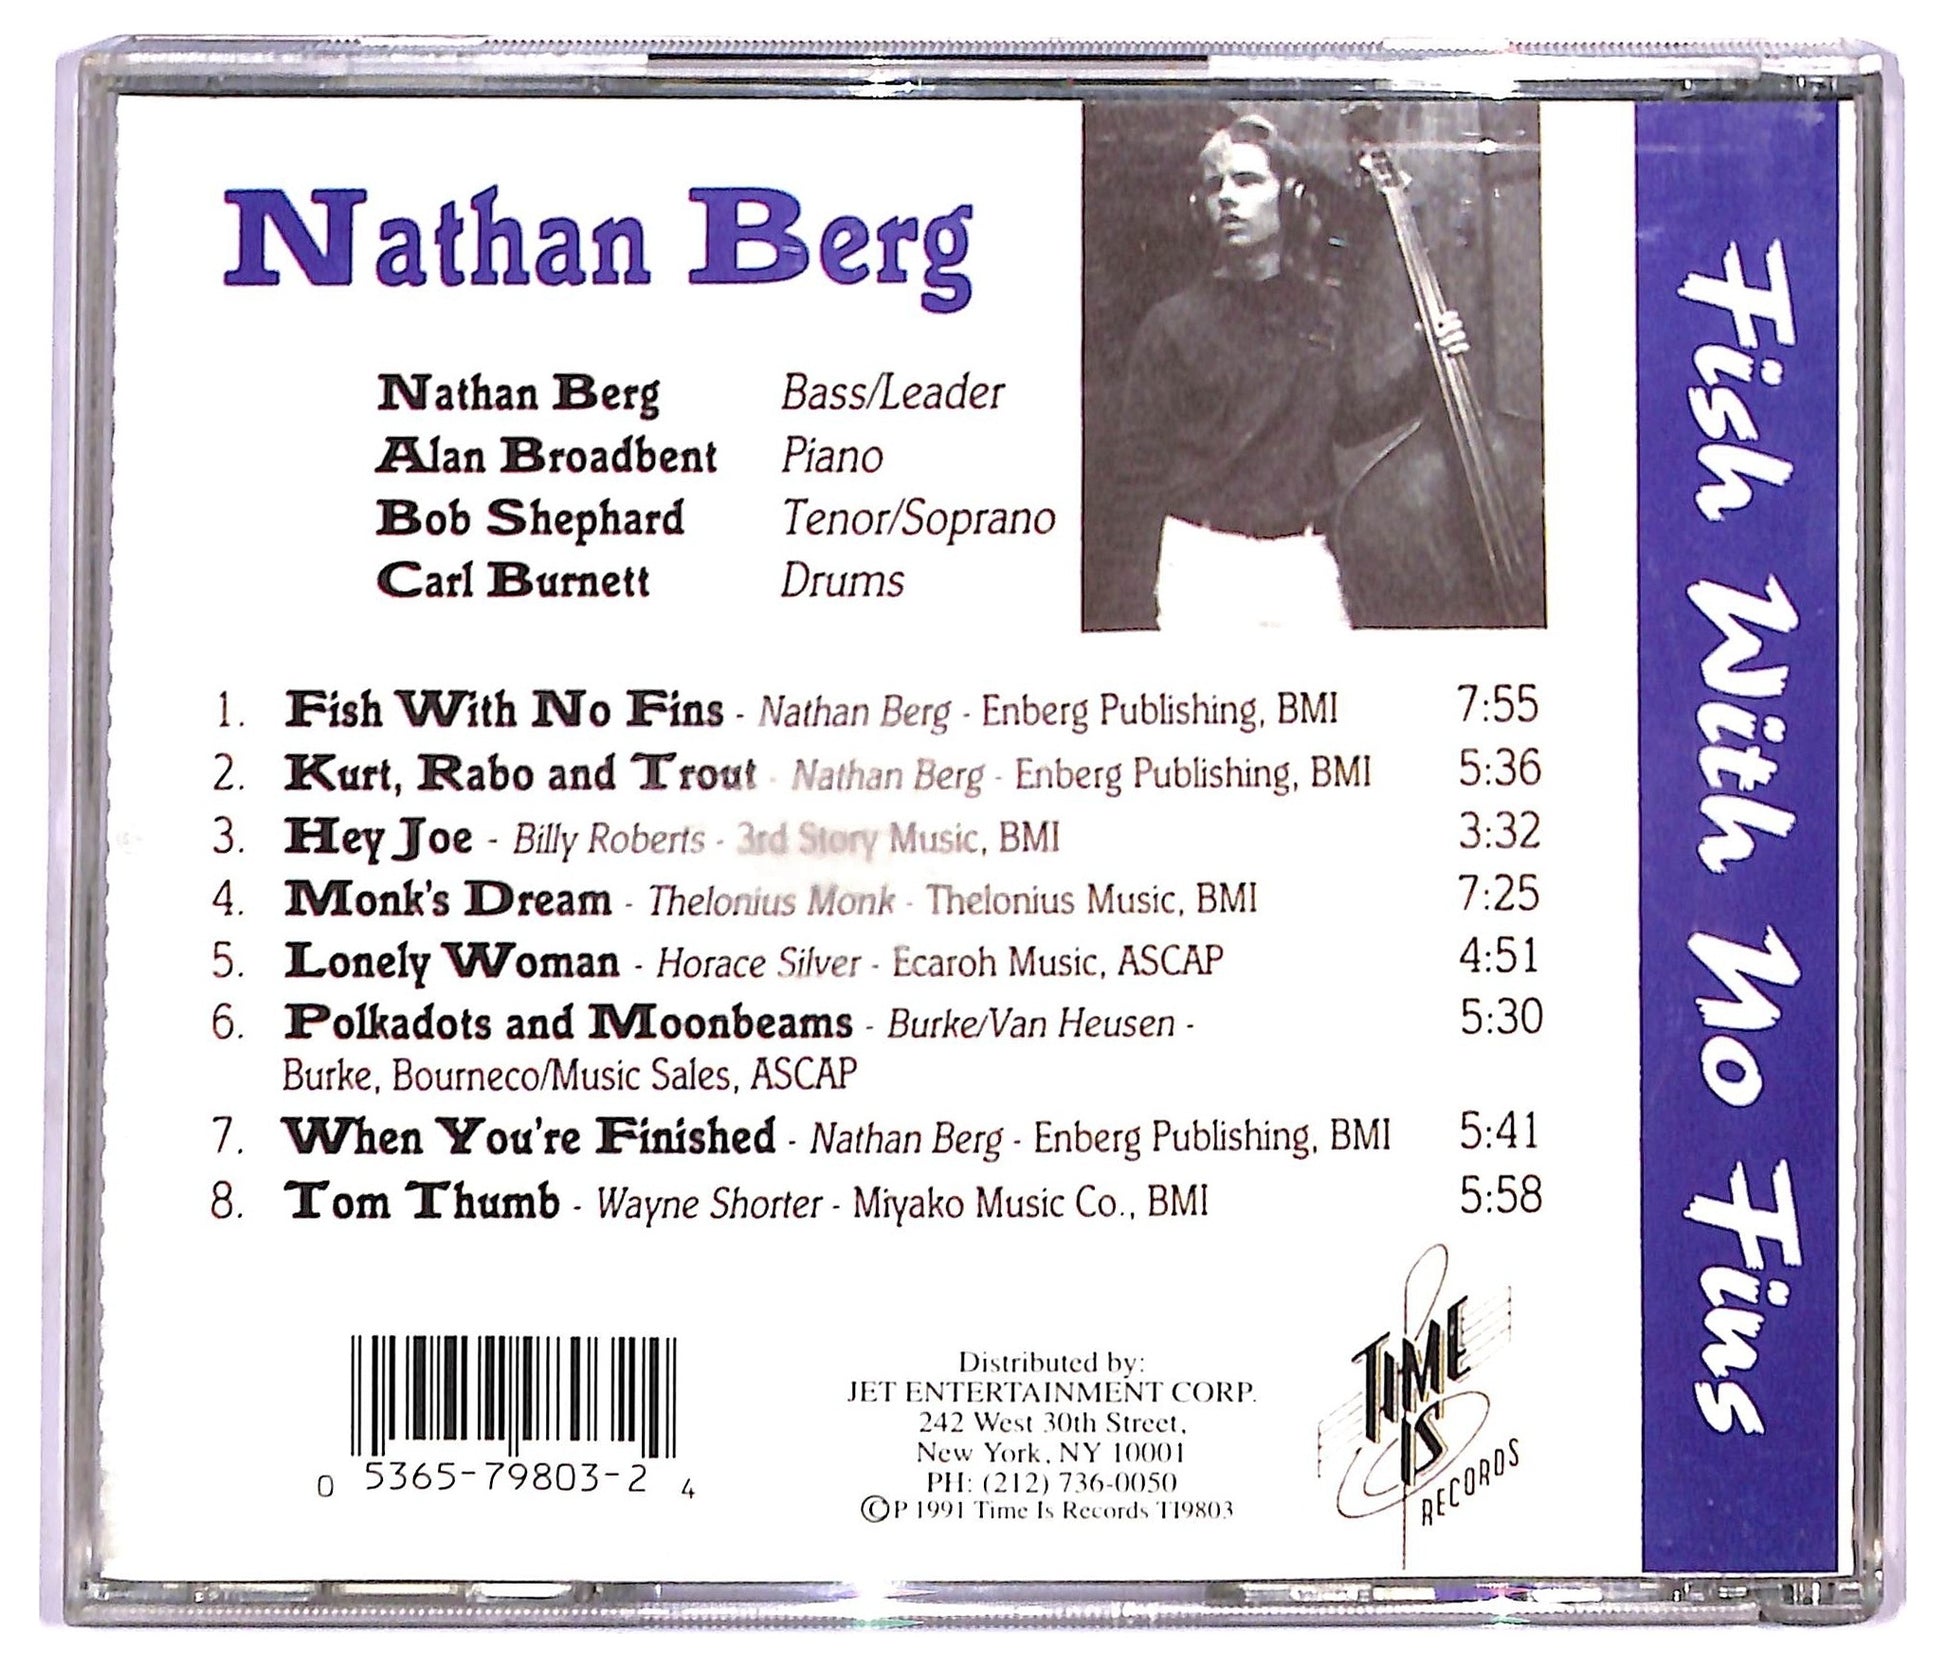 Nathan Berg
Nathan Berg Bass/Leader
Alan Broadbent Piano
Bob Shephard Tenor/Soprano
Carl Burnett Drums
1. Fish With No Fins - Nathan Berg - Enberg Publishing, BMI 7:55
2. Kurt, Rabo and Trout - Nathan Berg - Enberg Publishing, BMI 5:36
3. Hey Joe - Billy Roberts - 3rd Story Music, BMI 3:32
4. Monk's Dream - Thelonius Monk - Thelonius Music, BMI 7:25
5. Lonely Woman - Horace Silver - Ecaroh Music, ASCAP 4:51
6. Polkadots and Moonbeams - Burke/Van Heusen - 5:30
Burke, Bourneco/Music Sales, ASCAP
7. When You're Finished - Nathan Berg - Enberg Publishing, BMI 5:41
8. Tom Thumb - Wayne Shorter - Miyako Music Co., BMI 5:58
0 5365-79803-2 4
Distributed by:
JET ENTERTAINMENT CORP.
242 West 30th Street,
New York, NY 10001
PH: (212) 736-0050
©P 1991 Time Is Records TI9803
TIME
IS
RECORDS
Fish With No Fins